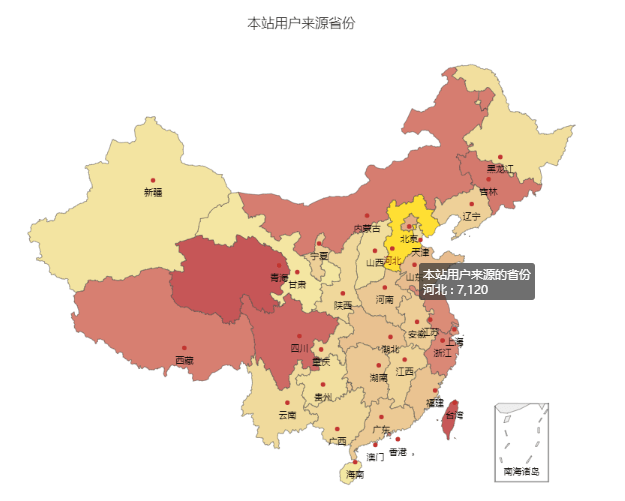 本站用户来源省份
黑龙江
吉林
新疆
辽宁
内蒙古
北京
天津
宁夏
山西
河北
青海
甘肃
山东
本站用户来源的省份
河北 : 7,120
陕西
河南
安徽
江苏
上海
四川
湖北
浙江
西藏
重庆
江西
湖南
贵州
福建
云南
台湾
广东
广西
香港
澳门
海南
南海诸岛